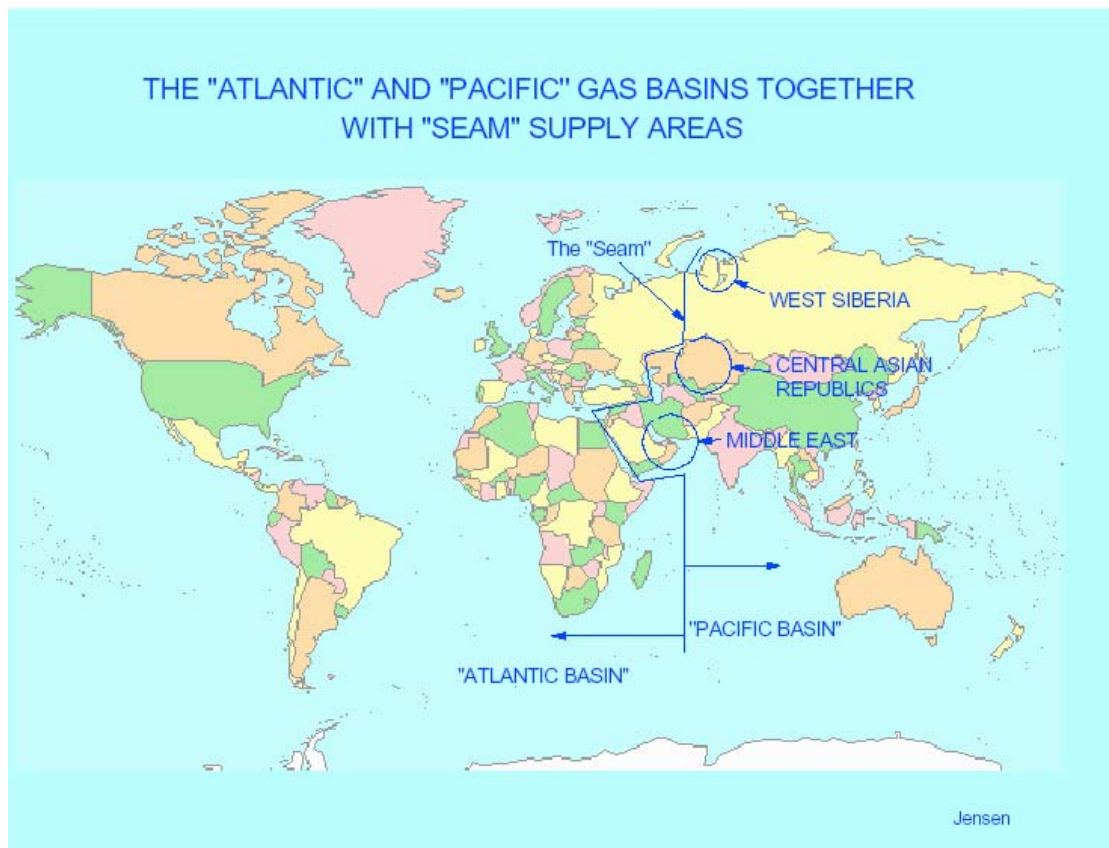 THE "ATLANTIC" AND "PACIFIC" GAS BASINS TOGETHER
WITH "SEAM" SUPPLY AREAS
The "Seam"
WEST SIBERIA
CENTRAL ASIAN
REPUBLICS
MIDDLE EAST
"PACIFIC BASIN"
"ATLANTIC BASIN"
Jensen